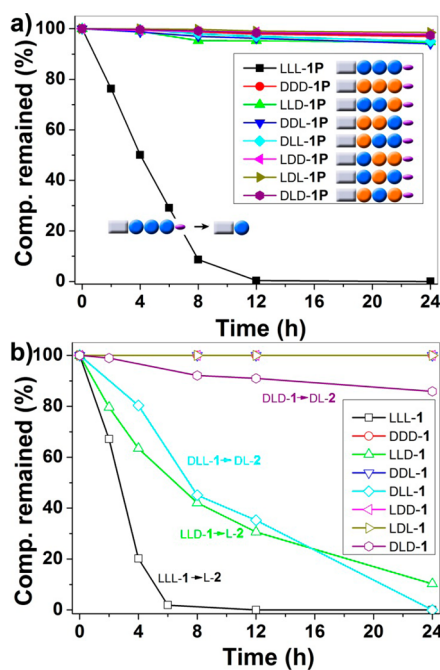 a)
Comp. remained (%)
100
80
60
40
20
0
LLL-1P
DDD-1P
LLD-1P
DDL-1P
DLL-1P
LDD-1P
LDL-1P
DLD-1P
0 4 8 12 16 20 24
Time (h)
b)
Comp. remained (%)
100
80
60
40
20
0
DLD-1→DL-2
DLL-1→DL-2
LLD-1→L-2
LLL-1→L-2
LLL-1
DDD-1
LLD-1
DDL-1
DLL-1
LDD-1
LDL-1
DLD-1
0 4 8 12 16 20 24
Time (h)